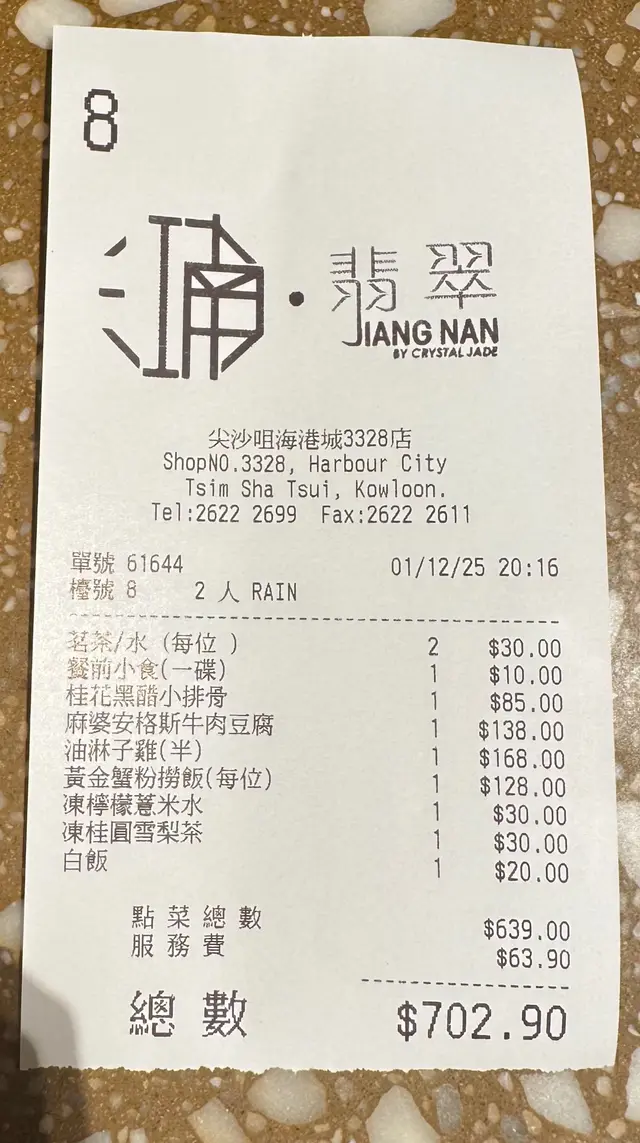 8
江南・翡翠
JIANG NAN
BY CRYSTAL JADE
尖沙咀海港城3328店
ShopNO.3328, Harbour City
Tsim Sha Tsui, Kowloon.
Tel:2622 2699 Fax:2622 2611
單號 61644 01/12/25 20:16
檯號 8 2 人 RAIN
茗茶/水 (每位 ) 2 $30.00
餐前小食(一碟) 1 $10.00
桂花黑醋小排骨 1 $85.00
麻婆安格斯牛肉豆腐 1 $138.00
油淋子雞(半) 1 $168.00
黃金蟹粉撈飯(每位) 1 $128.00
凍檸檬薏米水 1 $30.00
凍桂圓雪梨茶 1 $30.00
白飯 1 $20.00
點菜總數 $639.00
服務費 $63.90
總數 $702.90